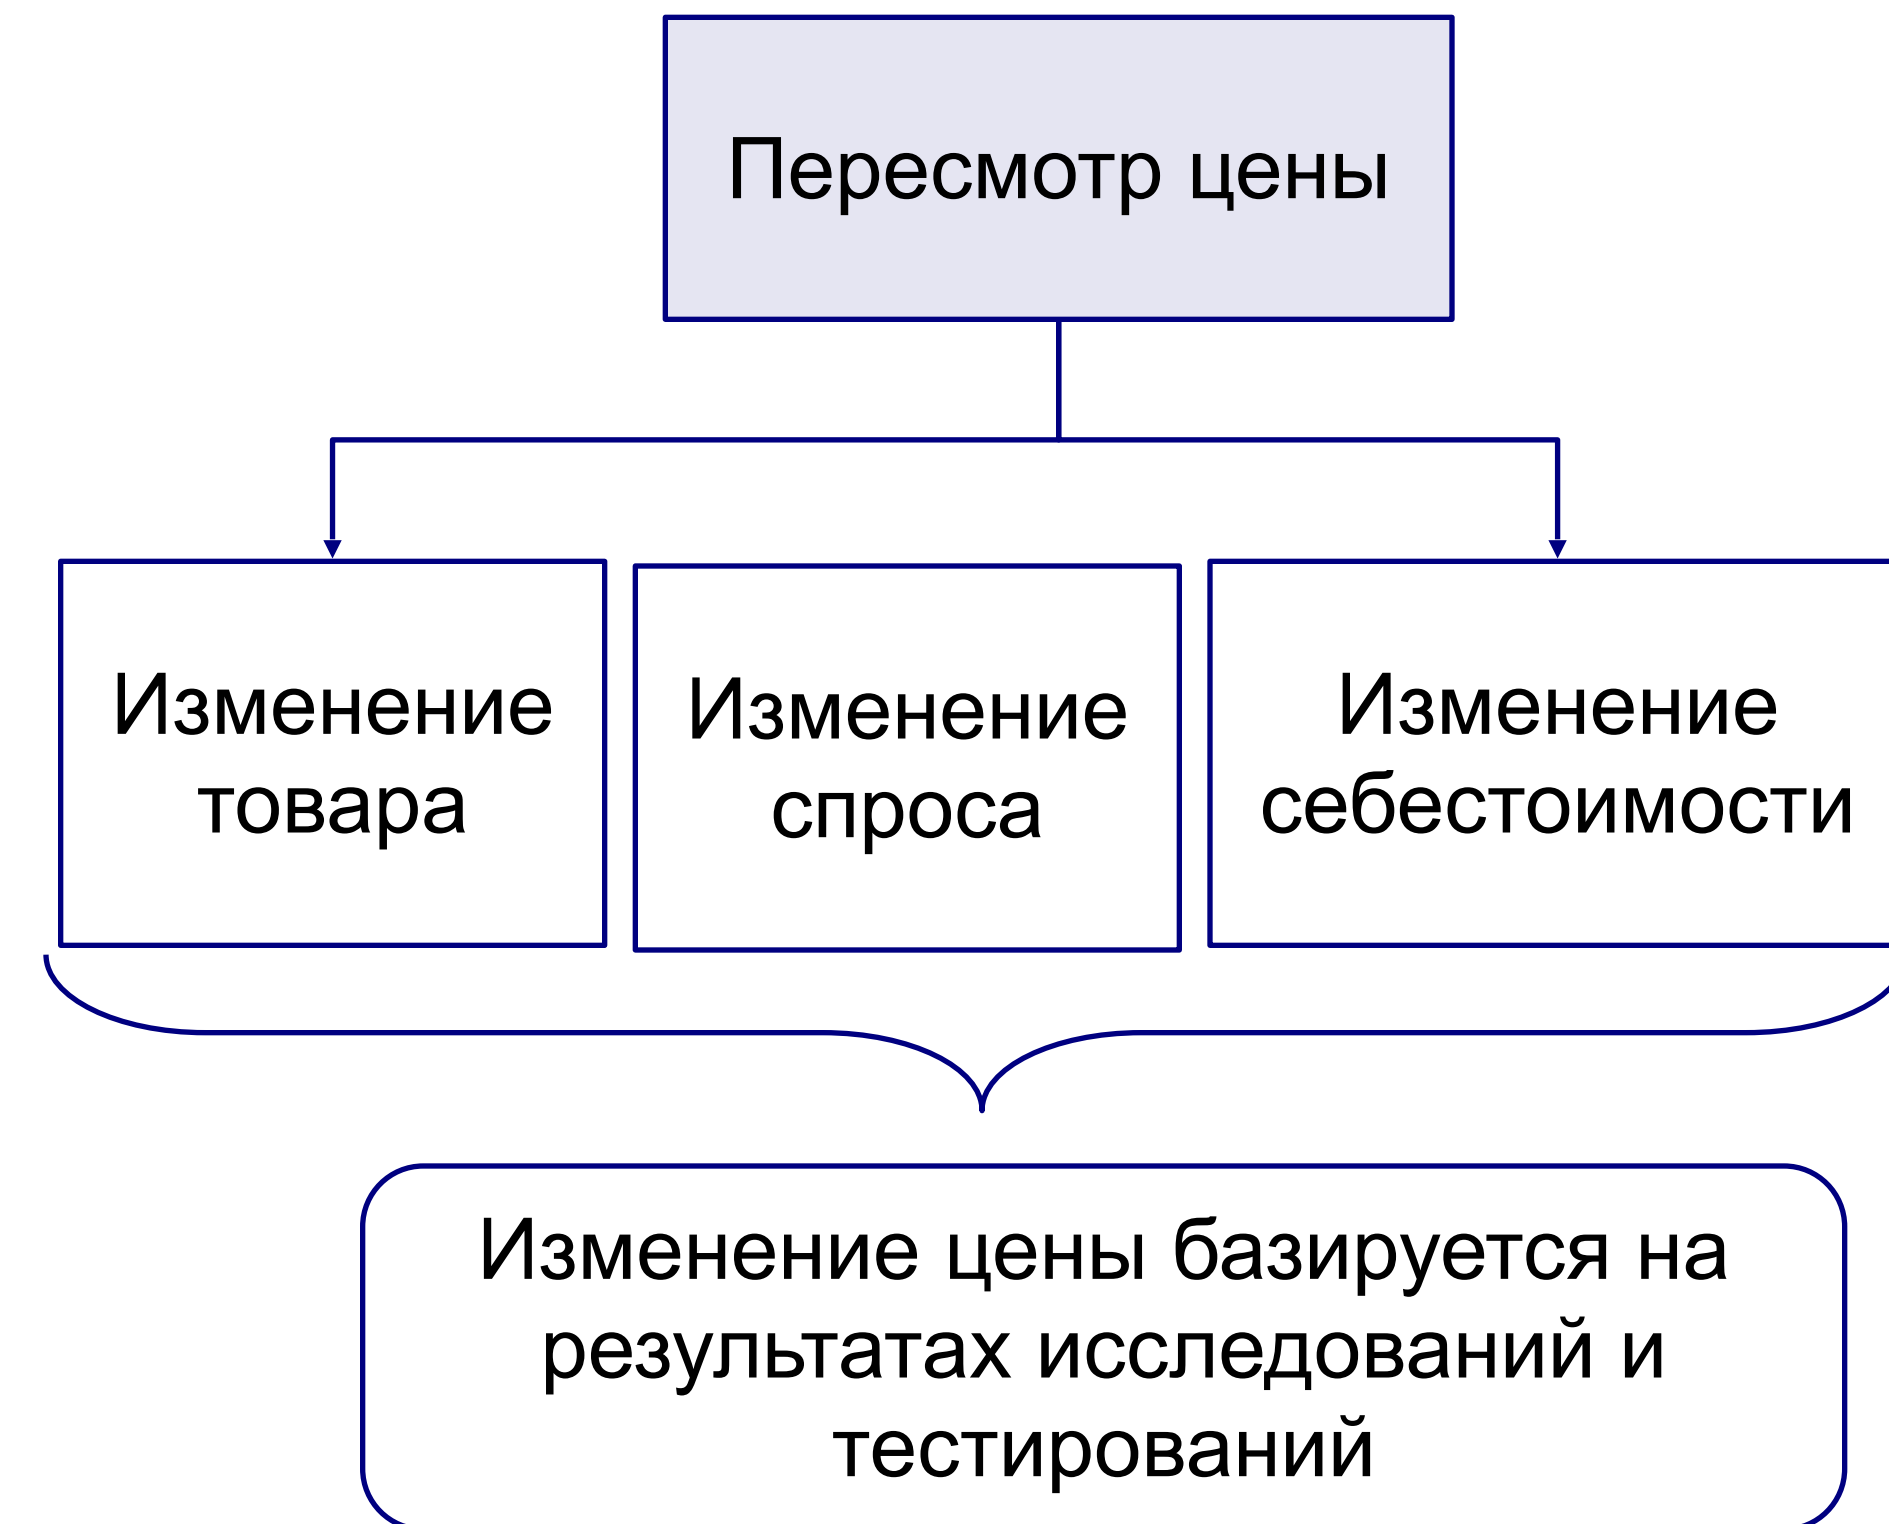 Пересмотр цены
Изменение
товара
Изменение
спроса
Изменение
себестоимости
Изменение цены базируется на
результатах исследований и
тестирований